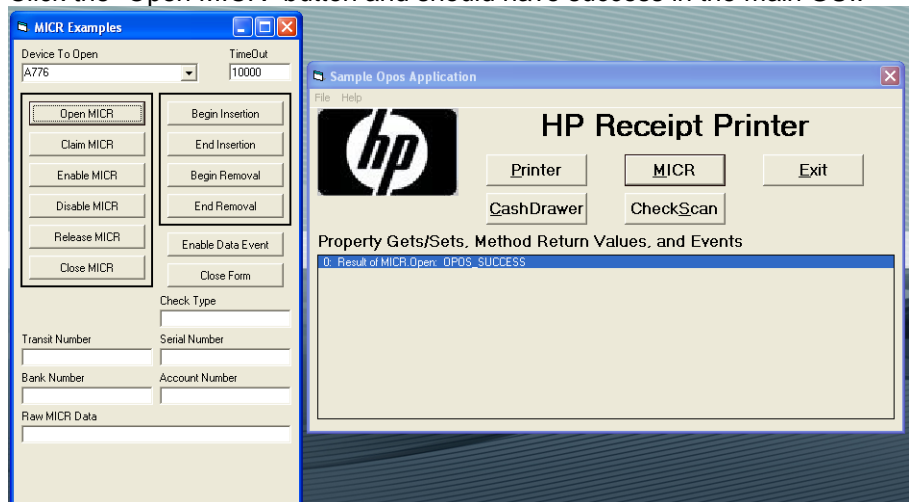 Click the "Open MICR" button and should have success in the main GUI.
MICR Examples
Device To Open
TimeOut
A776
10000
Open MICR
Begin Insertion
Claim MICR
End Insertion
Enable MICR
Begin Removal
Disable MICR
End Removal
Release MICR
Enable Data Event
Close MICR
Close Form
Check Type
Transit Number
Serial Number
Bank Number
Account Number
Raw MICR Data
Sample Opos Application
File Help
hp
HP Receipt Printer
Printer
MICR
Exit
CashDrawer
CheckScan
Property Gets/Sets, Method Return Values, and Events
0: Result of MICR.Open: OPOS_SUCCESS